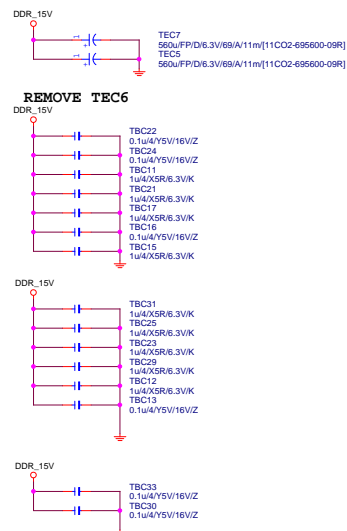 DDR_15V
TEC7
560u/FP/D/6.3V/69/A/11m/[11CO2-695600-09R]
TEC5
560u/FP/D/6.3V/69/A/11m/[11CO2-695600-09R]
REMOVE TEC6
DDR_15V
TBC22
0.1u/4/Y5V/16V/Z
TBC24
0.1u/4/Y5V/16V/Z
TBC11
1u/4/X5R/6.3V/K
TBC21
1u/4/X5R/6.3V/K
TBC17
1u/4/X5R/6.3V/K
TBC16
0.1u/4/Y5V/16V/Z
TBC15
1u/4/X5R/6.3V/K
DDR_15V
TBC31
1u/4/X5R/6.3V/K
TBC25
1u/4/X5R/6.3V/K
TBC23
1u/4/X5R/6.3V/K
TBC29
1u/4/X5R/6.3V/K
TBC12
1u/4/X5R/6.3V/K
TBC13
0.1u/4/Y5V/16V/Z
DDR_15V
TBC33
0.1u/4/Y5V/16V/Z
TBC30
0.1u/4/Y5V/16V/Z